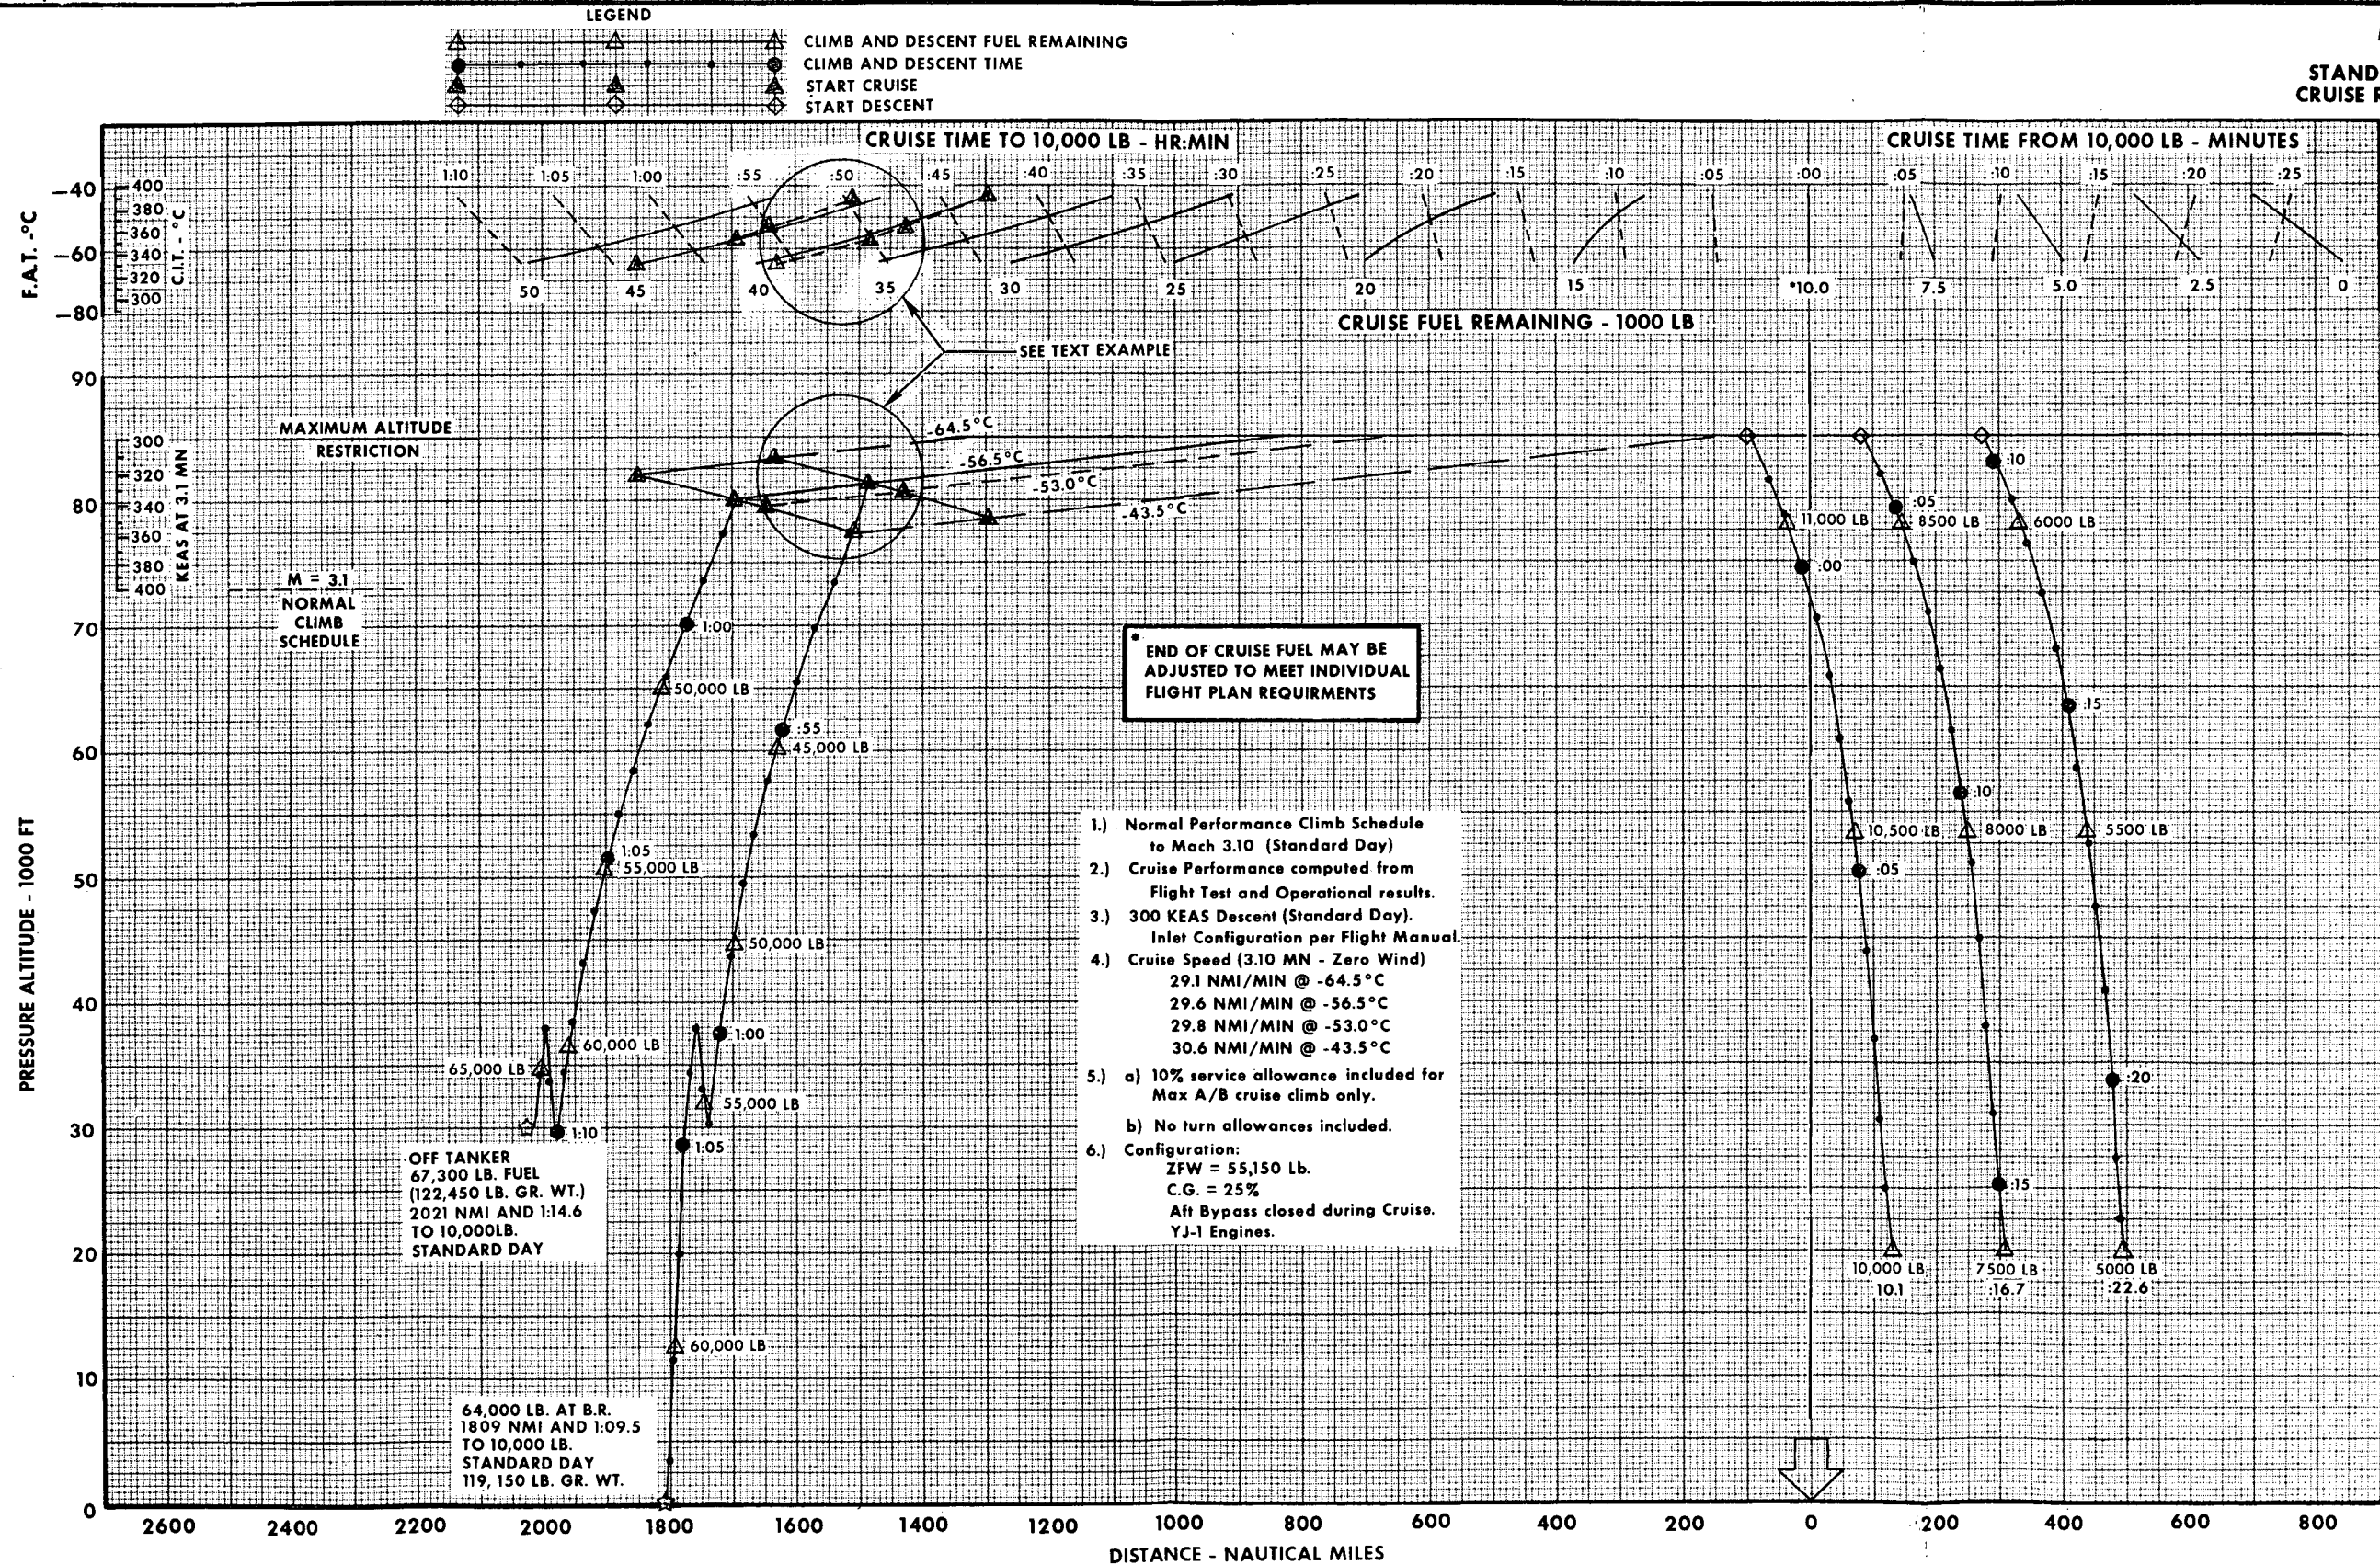 LEGEND
CLIMB AND DESCENT FUEL REMAINING
CLIMB AND DESCENT TIME
START CRUISE
START DESCENT
STAND
CRUISE
CRUISE TIME TO 10,000 LB - HR:MIN
CRUISE TIME FROM 10,000 LB - MINUTES
1:10 1:05 1:00 :55 :50 :45 :40 :35 :30 :25 :20 :15 :10 :05 :00 :05 :10 :15 :20 :25
F.A.T. -°C
-40
-60
-80
C.I.T. - °C
400
380
360
340
320
300
50 45 40 35 30 25 20 15 *10.0 7.5 5.0 2.5 0
CRUISE FUEL REMAINING - 1000 LB
SEE TEXT EXAMPLE
MAXIMUM ALTITUDE
RESTRICTION
KEAS AT 3.1 MN
300
320
340
360
380
400
M = 3.1
NORMAL
CLIMB
SCHEDULE
-64.5°C
-56.5°C
-53.0°C
-43.5°C
PRESSURE ALTITUDE - 1000 FT
90
80
70
60
50
40
30
20
10
0
1:00
50,000 LB
1:05
55,000 LB
60,000 LB
65,000 LB
1:10
:55
45,000 LB
50,000 LB
1:00
55,000 LB
1:05
60,000 LB
OFF TANKER
67,300 LB. FUEL
(122,450 LB. GR. WT.)
2021 NMI AND 1:14.6
TO 10,000LB.
STANDARD DAY
64,000 LB. AT B.R.
1809 NMI AND 1:09.5
TO 10,000 LB.
STANDARD DAY
119,150 LB. GR. WT.
* END OF CRUISE FUEL MAY BE
ADJUSTED TO MEET INDIVIDUAL
FLIGHT PLAN REQUIRMENTS
1.) Normal Performance Climb Schedule
to Mach 3.10 (Standard Day)
2.) Cruise Performance computed from
Flight Test and Operational results.
3.) 300 KEAS Descent (Standard Day).
Inlet Configuration per Flight Manual.
4.) Cruise Speed (3.10 MN - Zero Wind)
29.1 NMI/MIN @ -64.5°C
29.6 NMI/MIN @ -56.5°C
29.8 NMI/MIN @ -53.0°C
30.6 NMI/MIN @ -43.5°C
5.) a) 10% service allowance included for
Max A/B cruise climb only.
b) No turn allowances included.
6.) Configuration:
ZFW = 55,150 Lb.
C.G. = 25%
Aft Bypass closed during Cruise.
YJ-1 Engines.
11,000 LB
:00
10,500 LB
:05
10,000 LB
10.1
:05
8500 LB
:10
8000 LB
:15
7500 LB
:16.7
:10
6000 LB
:15
5500 LB
:20
5000 LB
:22.6
2600 2400 2200 2000 1800 1600 1400 1200 1000 800 600 400 200 0 200 400 600 800
DISTANCE - NAUTICAL MILES